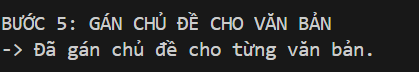 BƯỚC 5: GÁN CHỦ ĐỀ CHO VĂN BẢN
-> Đã gán chủ đề cho từng văn bản.